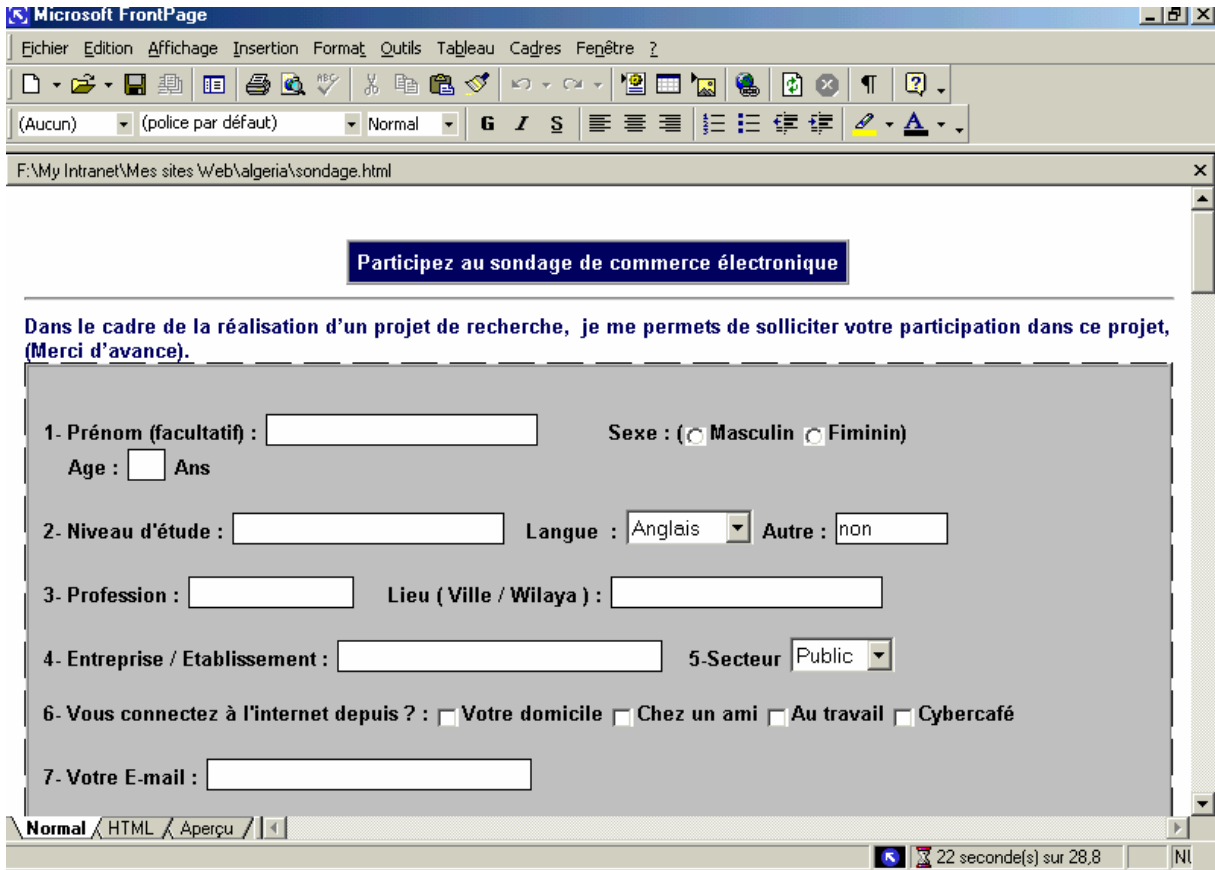 Microsoft FrontPage
Fichier Edition Affichage Insertion Format Outils Tableau Cadres Fenêtre ?
(Aucun) (police par défaut) Normal G I S A
F:\My Intranet\Mes sites Web\algeria\sondage.html
Participez au sondage de commerce électronique
Dans le cadre de la réalisation d'un projet de recherche, je me permets de solliciter votre participation dans ce projet,
(Merci d'avance).
1- Prénom (facultatif) : Sexe : ( Masculin Fiminin)
Age : Ans
2- Niveau d'étude : Langue : Anglais Autre : non
3- Profession : Lieu ( Ville / Wilaya ) :
4- Entreprise / Etablissement : 5-Secteur Public
6- Vous connectez à l'internet depuis ? : Votre domicile Chez un ami Au travail Cybercafé
7- Votre E-mail :
Normal HTML Aperçu
22 seconde(s) sur 28,8